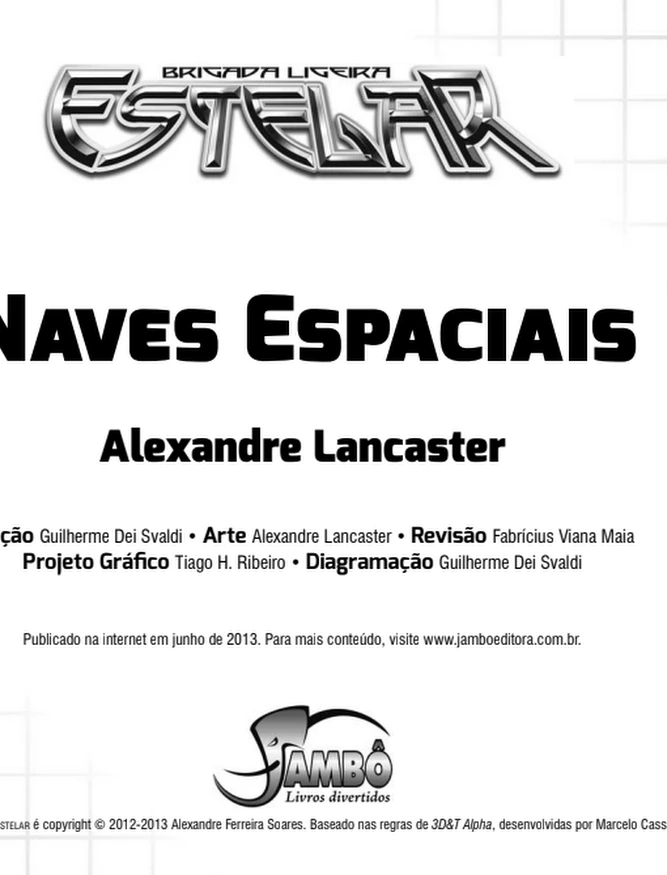 BRIGADA LIGEIRA
ESTELAR
NAVES ESPACIAIS
Alexandre Lancaster
ção Guilherme Dei Svaldi • Arte Alexandre Lancaster • Revisão Fabrícius Viana Maia
Projeto Gráfico Tiago H. Ribeiro • Diagramação Guilherme Dei Svaldi
Publicado na internet em junho de 2013. Para mais conteúdo, visite www.jamboeditora.com.br.
JAMBÔ
Livros divertidos
STELAR é copyright © 2012-2013 Alexandre Ferreira Soares. Baseado nas regras de 3D&T Alpha, desenvolvidas por Marcelo Cass